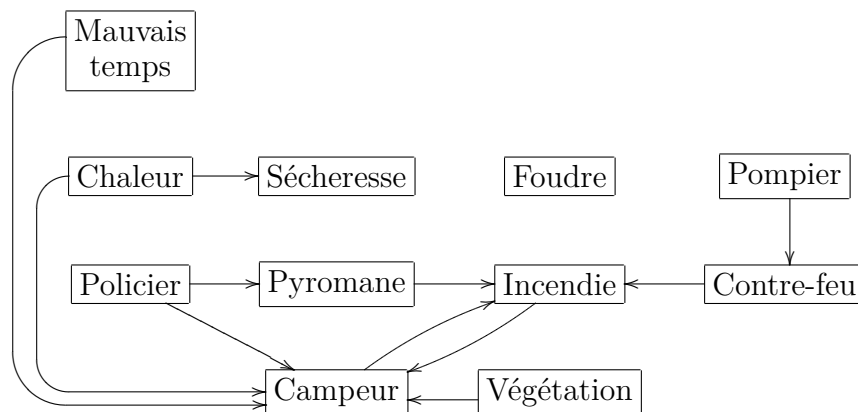 Mauvais
temps
Chaleur Sécheresse Foudre Pompier
Policier Pyromane Incendie Contre-feu
Campeur Végétation